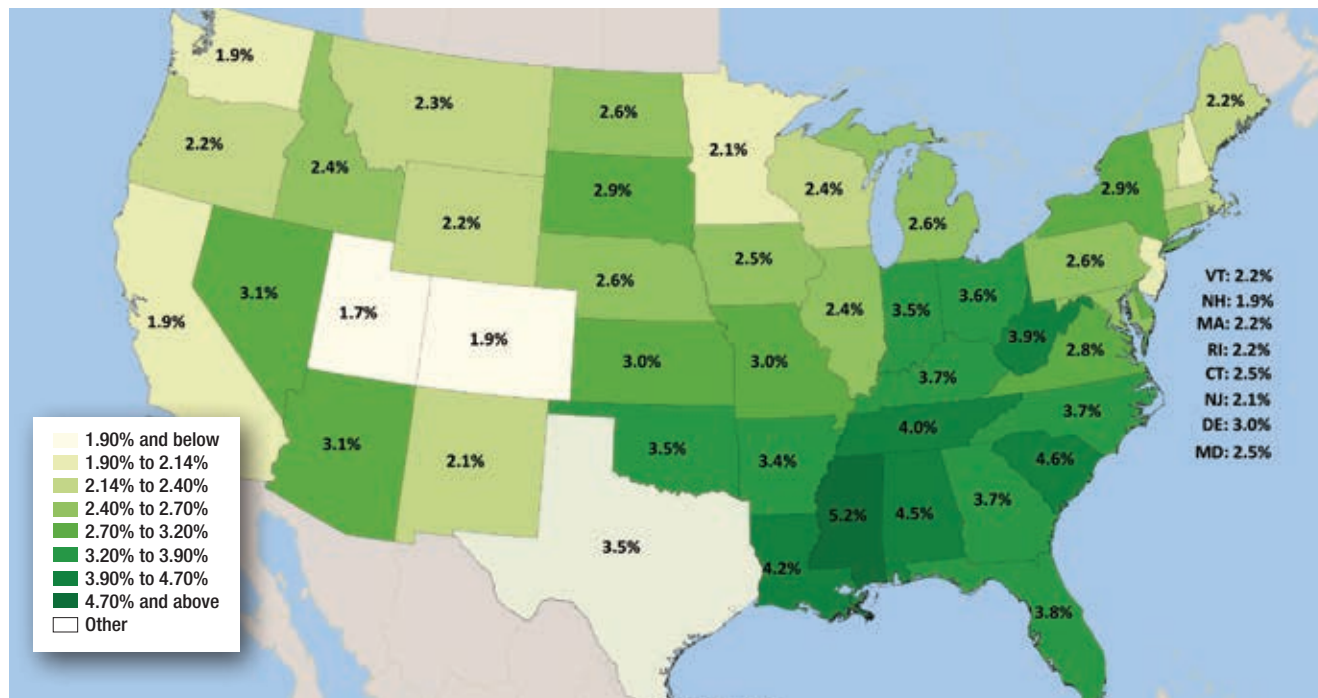 1.9%
2.3%
2.6%
2.1%
2.2%
2.2%
2.4%
2.9%
2.4%
2.9%
2.2%
2.6%
2.5%
2.6%
2.6%
3.1%
1.7%
1.9%
2.4%
3.5%
3.6%
3.9%
2.8%
1.9%
3.0%
3.0%
3.7%
3.7%
3.1%
2.1%
3.5%
3.4%
4.0%
4.6%
3.5%
5.2%
4.5%
3.7%
4.2%
3.8%
VT: 2.2%
NH: 1.9%
MA: 2.2%
RI: 2.2%
CT: 2.5%
NJ: 2.1%
DE: 3.0%
MD: 2.5%
1.90% and below
1.90% to 2.14%
2.14% to 2.40%
2.40% to 2.70%
2.70% to 3.20%
3.20% to 3.90%
3.90% to 4.70%
4.70% and above
Other